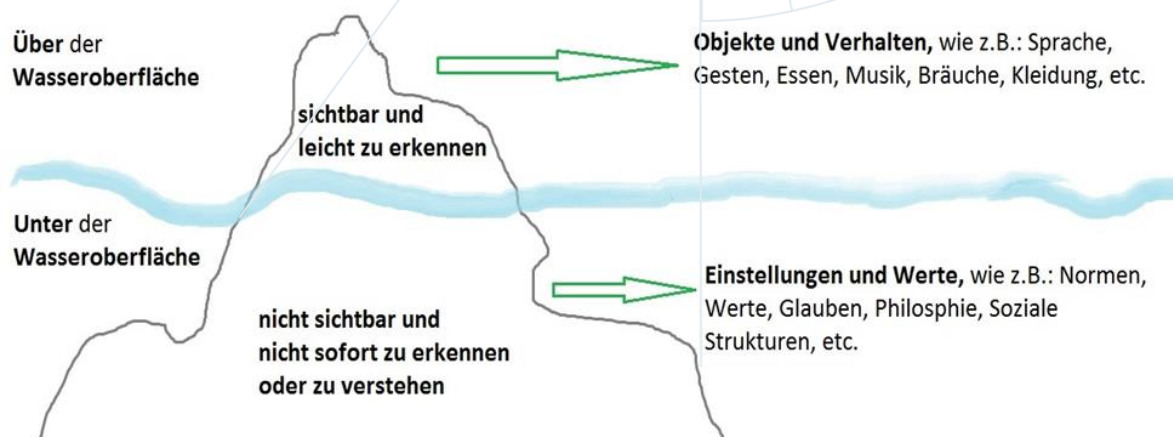 Über der
Wasseroberfläche
sichtbar und
leicht zu erkennen
Objekte und Verhalten, wie z.B.: Sprache,
Gesten, Essen, Musik, Bräuche, Kleidung, etc.
Unter der
Wasseroberfläche
nicht sichtbar und
nicht sofort zu erkennen
oder zu verstehen
Einstellungen und Werte, wie z.B.: Normen,
Werte, Glauben, Philosphie, Soziale
Strukturen, etc.